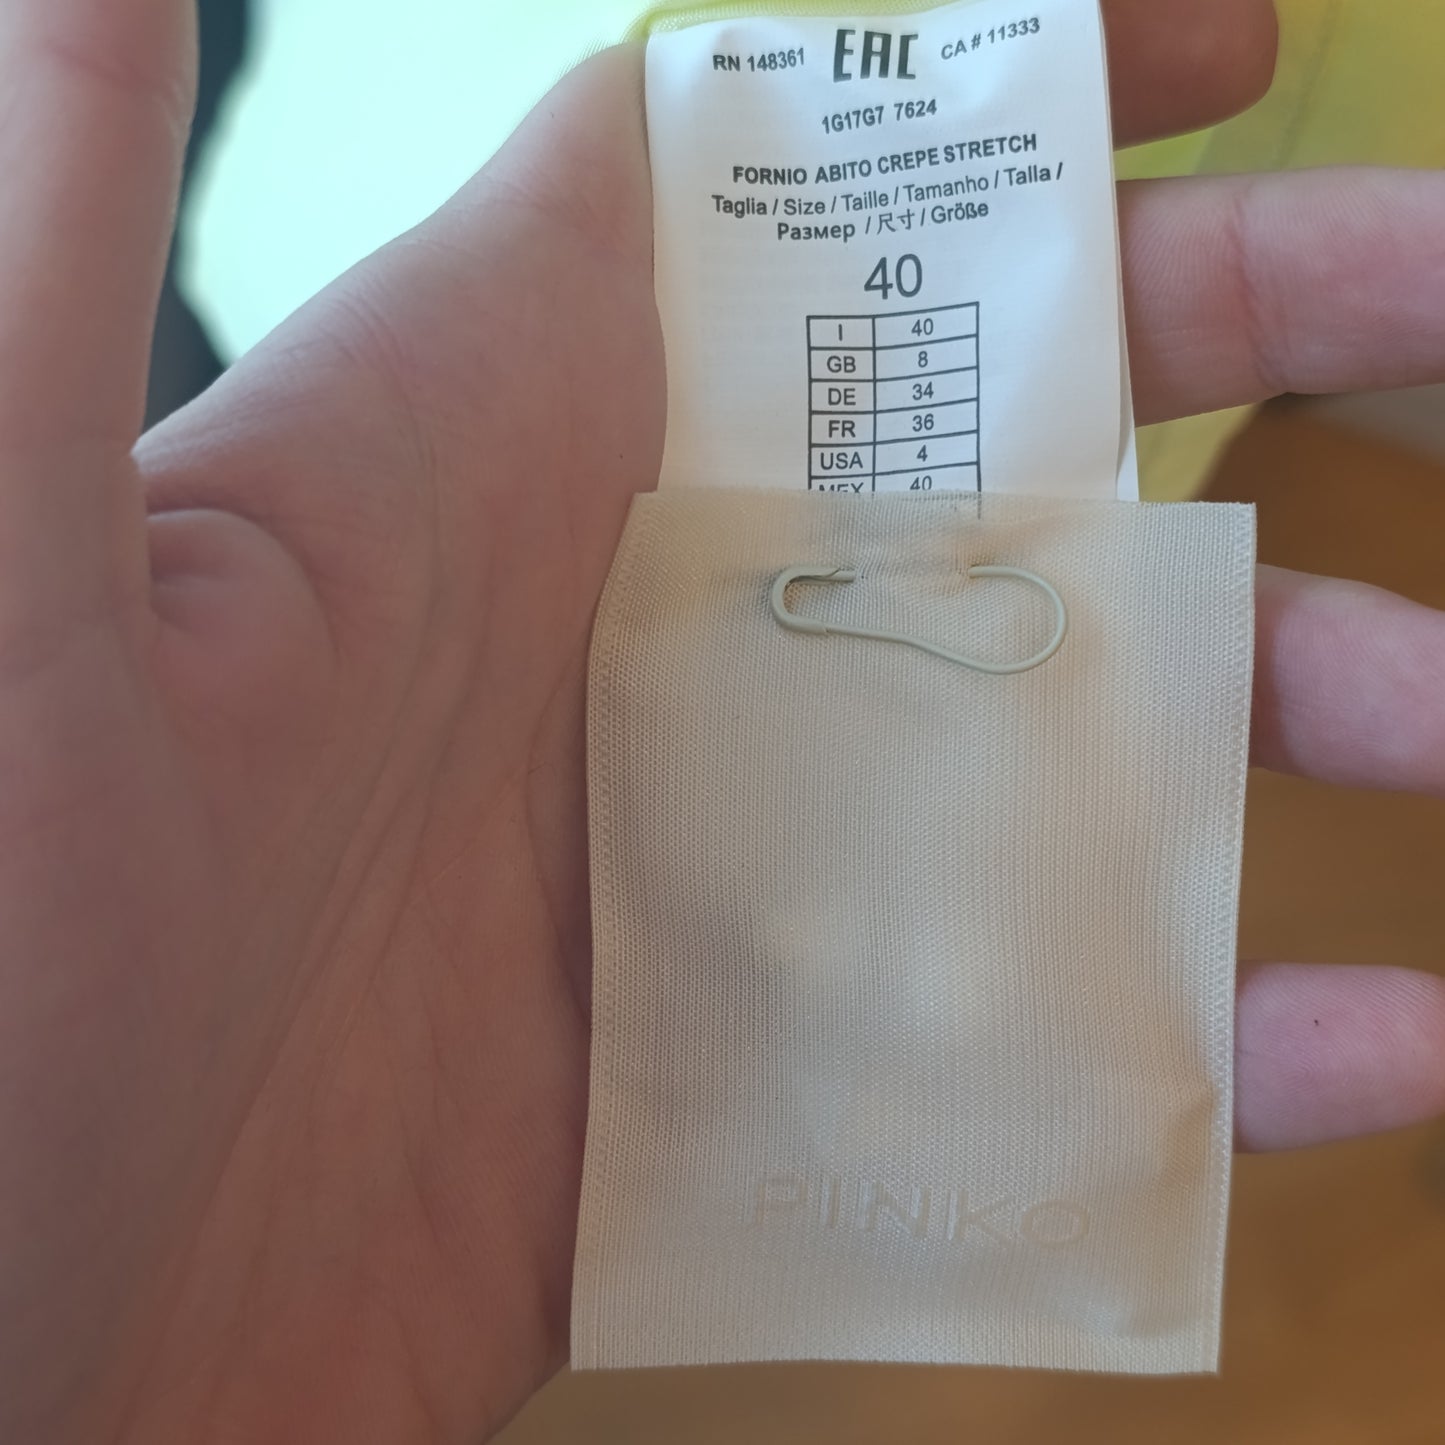 RN 148361 EAC CA # 11333
1G17G7 7624
FORNIO ABITO CREPE STRETCH
Taglia / Size / Taille / Tamanho / Talla /
Размер / 尺寸 / Größe
40
I 40
GB 8
DE 34
FR 36
USA 4
MEX 40
PINKO